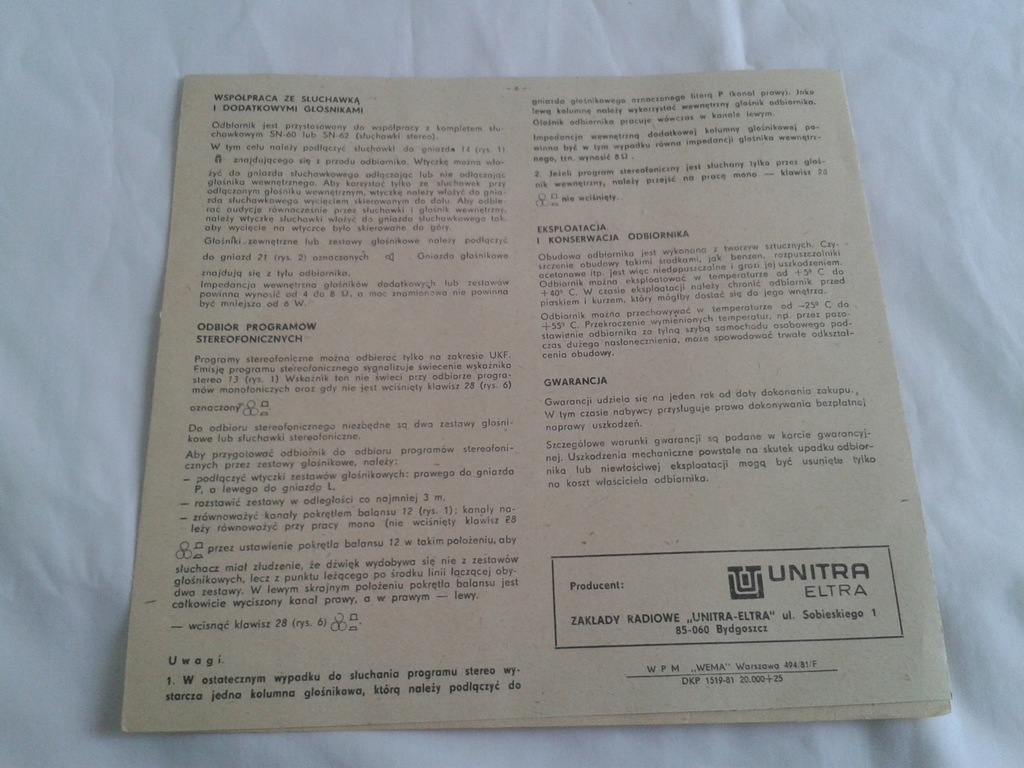 WSPÓŁPRACA ZE SŁUCHAWKĄ
I DODATKOWYMI GŁOŚNIKAMI
Odbiornik jest przystosowany do współpracy z kompletem słu-
chawkowym SN-60 lub SN-62 (słuchawki stereo).
W tym celu należy podłączyć słuchawki do gniazda 14 (rys. 1)
znajdującego się z przodu odbiornika. Wtyczkę można wło-
żyć do gniazda słuchawkowego odłączając lub nie odłączając
głośnika wewnętrznego. Aby korzystać tylko ze słuchawek przy
odłączonym głośniku wewnętrznym, wtyczkę należy włożyć do gnia-
zda słuchawkowego wycięciem skierowanym do dołu. Aby odbie-
rać audycje równocześnie przez słuchawki i głośnik wewnętrzny,
należy wtyczkę słuchawki włożyć do gniazda słuchawkowego tak
aby wycięcie na wtyczce było skierowane do góry.
Głośniki zewnętrzne lub zestawy głośnikowe należy podłączyć
do gniazd 21 (rys. 2) oznaczonych . Gniazda głośnikowe
znajdują się z tyłu odbiornika.
Impedancja wewnętrzna głośników dodatkowych lub zestawów
powinna wynosić od 4 do 8 Ω, a moc znamionowa nie powinna
być mniejsza od 6 W.
ODBIÓR PROGRAMÓW
STEREOFONICZNYCH
Programy stereofoniczne można odbierać tylko na zakresie UKF.
Emisję programu stereofonicznego sygnalizuje świecenie wskaźnika
stereo 13 (rys. 1) Wskaźnik ten nie świeci przy odbiorze progra-
mów monofonicznych oraz gdy nie jest wciśnięty klawisz 28 (rys. 6)
oznaczony
Do odbioru stereofonicznego niezbędne są dwa zestawy głośni-
kowe lub słuchawki stereofoniczne.
Aby przygotować odbiornik do odbioru programów stereofoni-
cznych przez zestawy głośnikowe, należy:
— podłączyć wtyczki zestawów głośnikowych: prawego do gniazda
P, a lewego do gniazda L,
— rozstawić zestawy w odległości co najmniej 3 m,
— zrównoważyć kanały pokrętłem balansu 12 (rys. 1); kanały na-
leży równoważyć przy pracy mono (nie wciśnięty klawisz 28
przez ustawienie pokrętła balansu 12 w takim położeniu, aby
słuchacz miał złudzenie, że dźwięk wydobywa się nie z zestawów
głośnikowych, lecz z punktu leżącego po środku linii łączącej oby-
dwa zestawy. W lewym skrajnym położeniu pokrętła balansu jest
całkowicie wyciszony kanał prawy, a w prawym — lewy.
— wcisnąć klawisz 28 (rys. 6)
Uwagi.
1. W ostatecznym wypadku do słuchania programu stereo wy-
starcza jedna kolumna głośnikowa, którą należy podłączyć do
gniazda głośnikowego oznaczonego literą P (kanał prawy). Jako
lewą kolumnę należy wykorzystać wewnętrzny głośnik odbiornika.
Głośnik odbiornika pracuje wówczas w kanale lewym.
Impedancja wewnętrzna dodatkowej kolumny głośnikowej po-
winna być w tym wypadku równa impedancji głośnika wewnętrz-
nego, tzn. wynosić 8 Ω.
2. Jeżeli program stereofoniczny jest słuchany tylko przez głoś-
nik wewnętrzny, należy przejść na pracę mono — klawisz 28
nie wciśnięty.
EKSPLOATACJA
I KONSERWACJA ODBIORNIKA
Obudowa odbiornika jest wykonana z tworzyw sztucznych. Czy-
szczenie obudowy takimi środkami, jak benzen, rozpuszczalniki
acetonowe itp. jest więc niedopuszczalne i grozi jej uszkodzeniem.
Odbiornik można eksploatować w temperaturze od +5° C do
+40° C. W czasie eksploatacji należy chronić odbiornik przed
piaskiem i kurzem, który mógłby dostać się do jego wnętrza.
Odbiornik można przechowywać w temperaturze od —25° C do
+55° C. Przekroczenie wymienionych temperatur, np. przez pozo-
stawienie odbiornika za tylną szybą samochodu osobowego pod-
czas dużego nasłonecznienia, może spowodować trwałe odkształ-
cenia obudowy.
GWARANCJA
Gwarancji udziela się na jeden rok od daty dokonania zakupu.
W tym czasie nabywcy przysługuje prawo dokonywania bezpłatnej
naprawy uszkodzeń.
Szczegółowe warunki gwarancji są podane w karcie gwarancyj-
nej. Uszkodzenia mechaniczne powstałe na skutek upadku odbior-
nika lub niewłaściwej eksploatacji mogą być usunięte tylko
na koszt właściciela odbiornika.
Producent:
UNITRA
ELTRA
ZAKŁADY RADIOWE „UNITRA-ELTRA" ul. Sobieskiego 1
85-060 Bydgoszcz
WPM „WEMA" Warszawa 494/81/F
DKP 1519-81 20.000+25